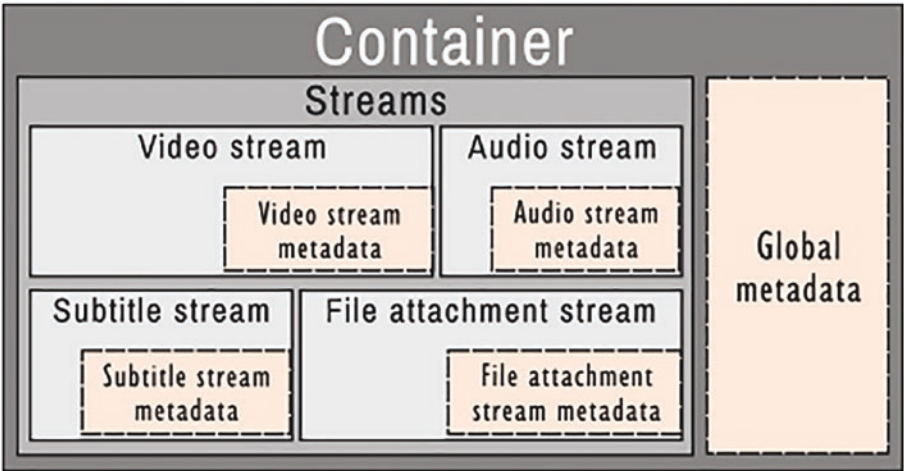 Container
Streams
Video stream
Video stream
metadata
Audio stream
Audio stream
metadata
Subtitle stream
Subtitle stream
metadata
File attachment stream
File attachment
stream metadata
Global
metadata